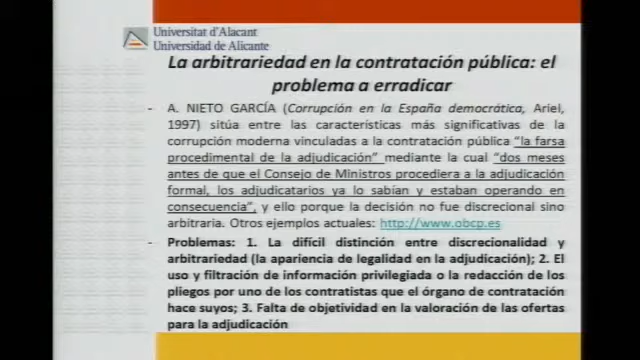 Universitat d'Alacant
Universidad de Alicante
La arbitrariedad en la contratación pública: el
problema a erradicar
- A. NIETO GARCÍA (Corrupción en la España democrática, Ariel,
1997) sitúa entre las características más significativas de la
corrupción moderna vinculadas a la contratación pública "la farsa
procedimental de la adjudicación" mediante la cual "dos meses
antes de que el Consejo de Ministros procediera a la adjudicación
formal, los adjudicatarios ya lo sabían y estaban operando en
consecuencia", y ello porque la decisión no fue discrecional sino
arbitraria. Otros ejemplos actuales: http://www.obcp.es
- Problemas: 1. La difícil distinción entre discrecionalidad y
arbitrariedad (la apariencia de legalidad en la adjudicación); 2. El
uso y filtración de información privilegiada o la redacción de los
pliegos por uno de los contratistas que el órgano de contratación
hace suyos; 3. Falta de objetividad en la valoración de las ofertas
para la adjudicación